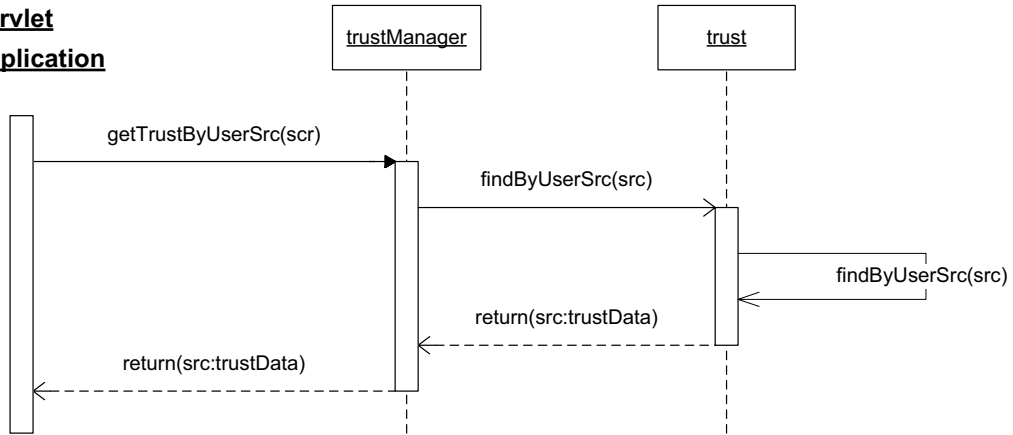 rvlet
plication
trustManager
trust
getTrustByUserSrc(scr)
findByUserSrc(src)
findByUserSrc(src)
return(src:trustData)
return(src:trustData)